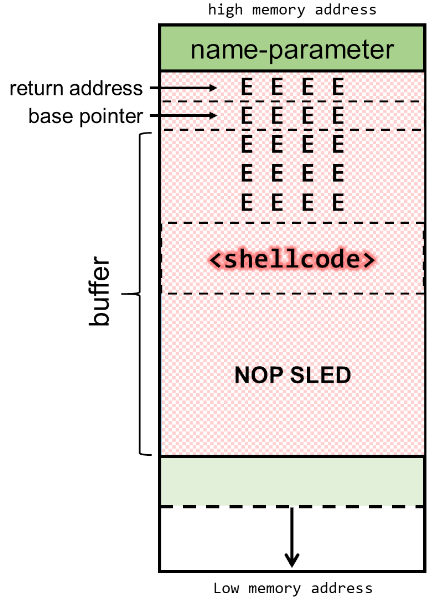 high memory address
name-parameter
return address E E E E
base pointer E E E E
E E E E
E E E E
E E E E
<shellcode>
buffer
NOP SLED
Low memory address